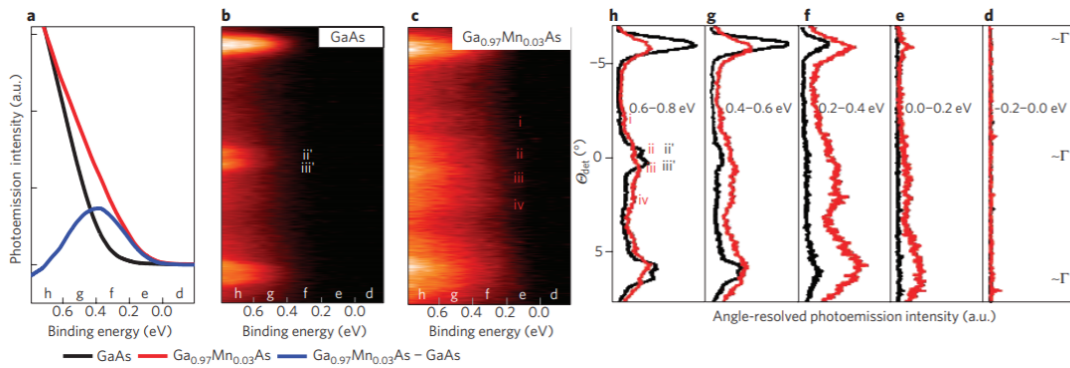 a
b
c
h
g
f
e
d
Photoemission intensity (a.u.)
GaAs
Ga0.97Mn0.03As
i
ii'
iii'
ii
iii
iv
h g f e d
h g f e d
h g f e d
0.6 0.4 0.2 0.0
0.6 0.4 0.2 0.0
0.6 0.4 0.2 0.0
Binding energy (eV)
Binding energy (eV)
Binding energy (eV)
GaAs
Ga0.97Mn0.03As
Ga0.97Mn0.03As – GaAs
Θdet (°)
−5
0
5
0.6–0.8 eV
0.4–0.6 eV
0.2–0.4 eV
0.0–0.2 eV
−0.2–0.0 eV
i
ii ii'
iii iii'
iv
~Γ
~Γ
~Γ
Angle-resolved photoemission intensity (a.u.)